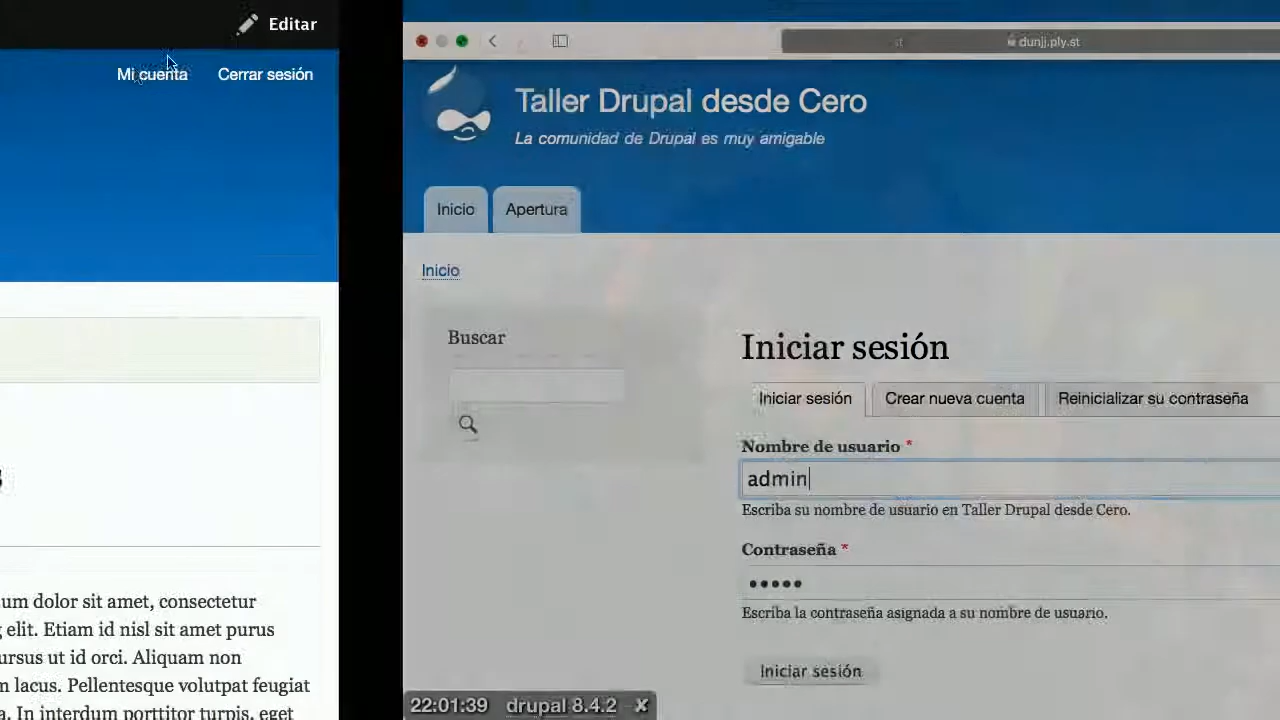 Editar
Mi cuenta
Cerrar sesión
um dolor sit amet, consectetur
elit. Etiam id nisl sit amet purus
ursus ut id orci. Aliquam non
lacus. Pellentesque volutpat feugiat
In interdum porttitor turpis, eget
dunjj.ply.st
Taller Drupal desde Cero
La comunidad de Drupal es muy amigable
Inicio
Apertura
Inicio
Buscar
Iniciar sesión
Iniciar sesión
Crear nueva cuenta
Reinicializar su contraseña
Nombre de usuario *
admin
Escriba su nombre de usuario en Taller Drupal desde Cero.
Contraseña *
•••••
Escriba la contraseña asignada a su nombre de usuario.
Iniciar sesión
22:01:39 drupal 8.4.2 ✘